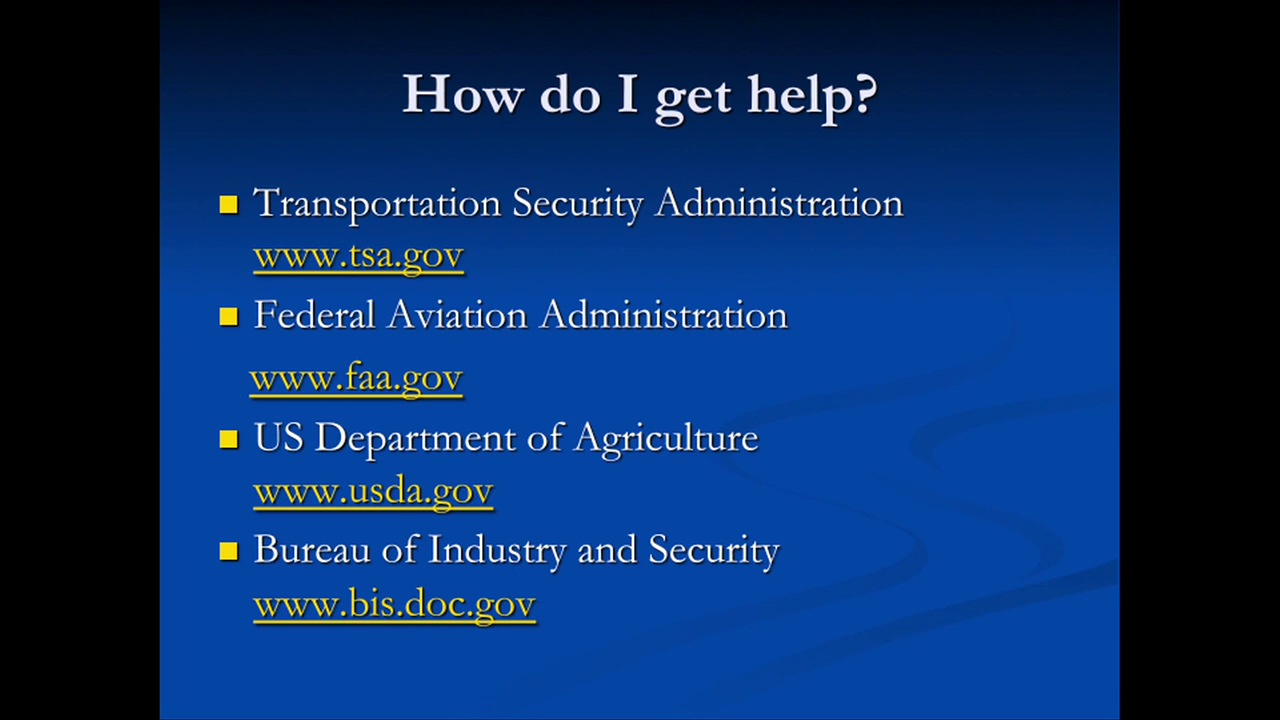 How do I get help?
Transportation Security Administration
www.tsa.gov
Federal Aviation Administration
www.faa.gov
US Department of Agriculture
www.usda.gov
Bureau of Industry and Security
www.bis.doc.gov